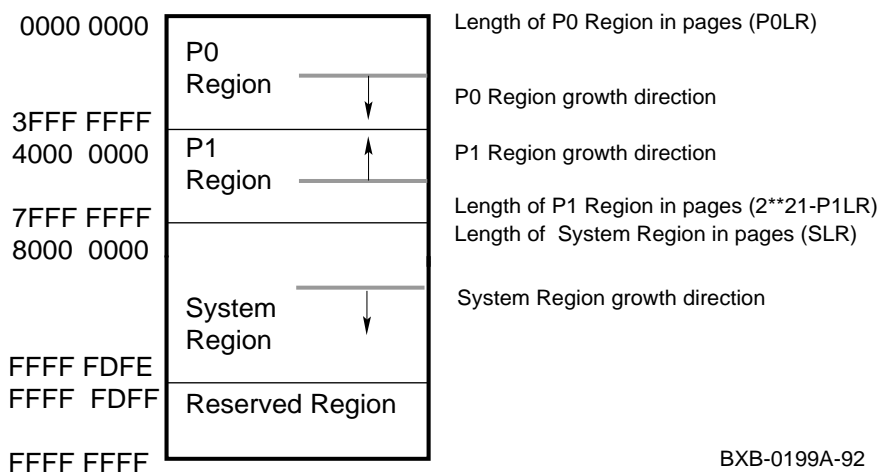 0000 0000
Length of P0 Region in pages (P0LR)
P0
Region
P0 Region growth direction
3FFF FFFF
4000 0000
P1
Region
P1 Region growth direction
Length of P1 Region in pages (2**21-P1LR)
7FFF FFFF
Length of System Region in pages (SLR)
8000 0000
System
Region
System Region growth direction
FFFF FDFE
FFFF FDFF
Reserved Region
FFFF FFFF
BXB-0199A-92